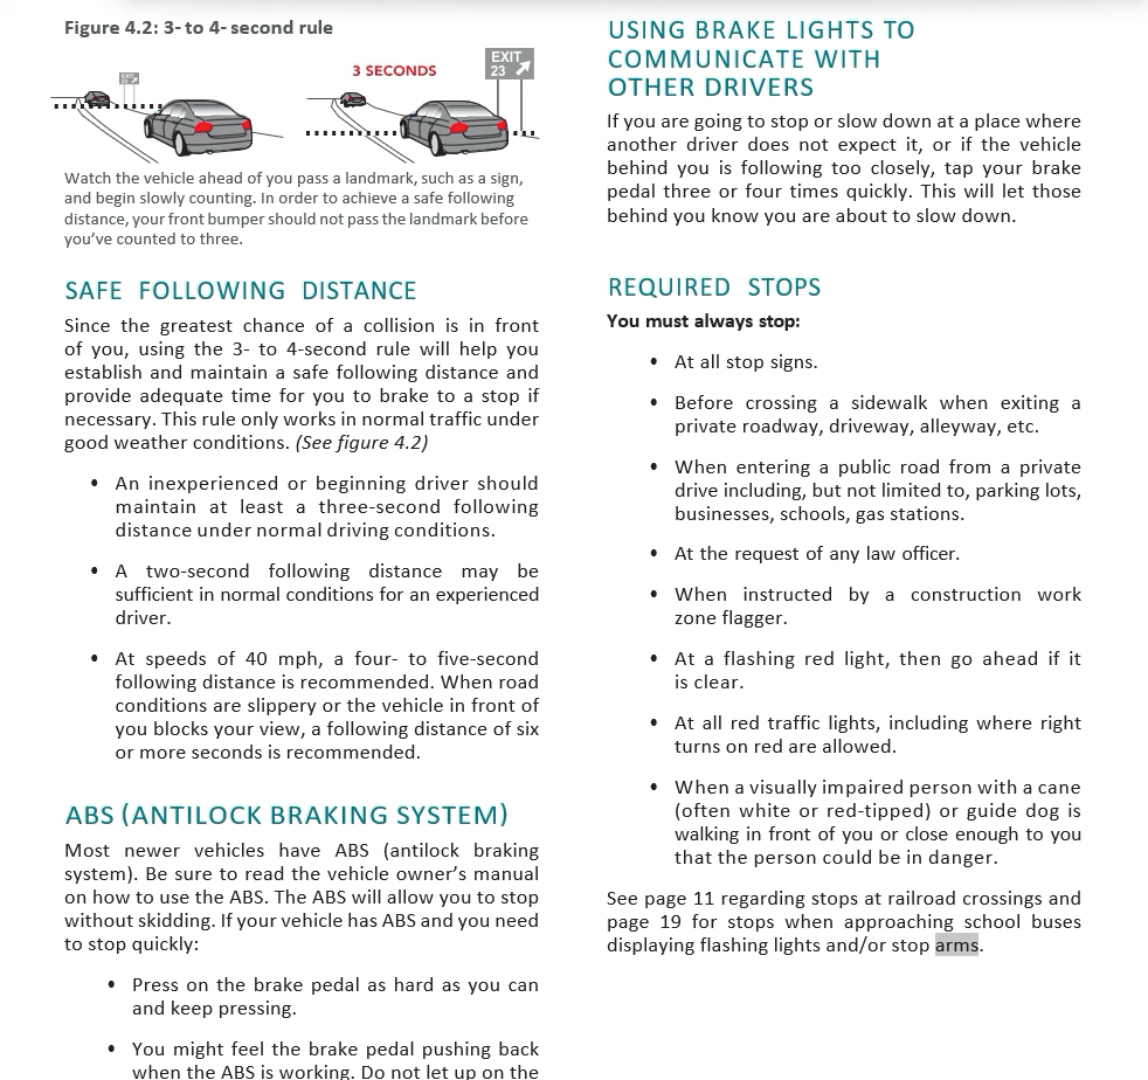 Figure 4.2: 3- to 4- second rule
3 SECONDS
EXIT
23
Watch the vehicle ahead of you pass a landmark, such as a sign,
and begin slowly counting. In order to achieve a safe following
distance, your front bumper should not pass the landmark before
you've counted to three.
SAFE FOLLOWING DISTANCE
Since the greatest chance of a collision is in front
of you, using the 3- to 4-second rule will help you
establish and maintain a safe following distance and
provide adequate time for you to brake to a stop if
necessary. This rule only works in normal traffic under
good weather conditions. (See figure 4.2)
• An inexperienced or beginning driver should
maintain at least a three-second following
distance under normal driving conditions.
• A two-second following distance may be
sufficient in normal conditions for an experienced
driver.
• At speeds of 40 mph, a four- to five-second
following distance is recommended. When road
conditions are slippery or the vehicle in front of
you blocks your view, a following distance of six
or more seconds is recommended.
ABS (ANTILOCK BRAKING SYSTEM)
Most newer vehicles have ABS (antilock braking
system). Be sure to read the vehicle owner's manual
on how to use the ABS. The ABS will allow you to stop
without skidding. If your vehicle has ABS and you need
to stop quickly:
• Press on the brake pedal as hard as you can
and keep pressing.
• You might feel the brake pedal pushing back
when the ABS is working. Do not let up on the
USING BRAKE LIGHTS TO
COMMUNICATE WITH
OTHER DRIVERS
If you are going to stop or slow down at a place where
another driver does not expect it, or if the vehicle
behind you is following too closely, tap your brake
pedal three or four times quickly. This will let those
behind you know you are about to slow down.
REQUIRED STOPS
You must always stop:
• At all stop signs.
• Before crossing a sidewalk when exiting a
private roadway, driveway, alleyway, etc.
• When entering a public road from a private
drive including, but not limited to, parking lots,
businesses, schools, gas stations.
• At the request of any law officer.
• When instructed by a construction work
zone flagger.
• At a flashing red light, then go ahead if it
is clear.
• At all red traffic lights, including where right
turns on red are allowed.
• When a visually impaired person with a cane
(often white or red-tipped) or guide dog is
walking in front of you or close enough to you
that the person could be in danger.
See page 11 regarding stops at railroad crossings and
page 19 for stops when approaching school buses
displaying flashing lights and/or stop arms.